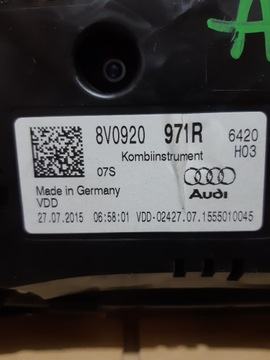 A
8V0920 971R 6420
Kombiinstrument H03
07S
Made in Germany
VDD Audi
27.07.2015 06:58:01 VDD-02427.07.1555010045